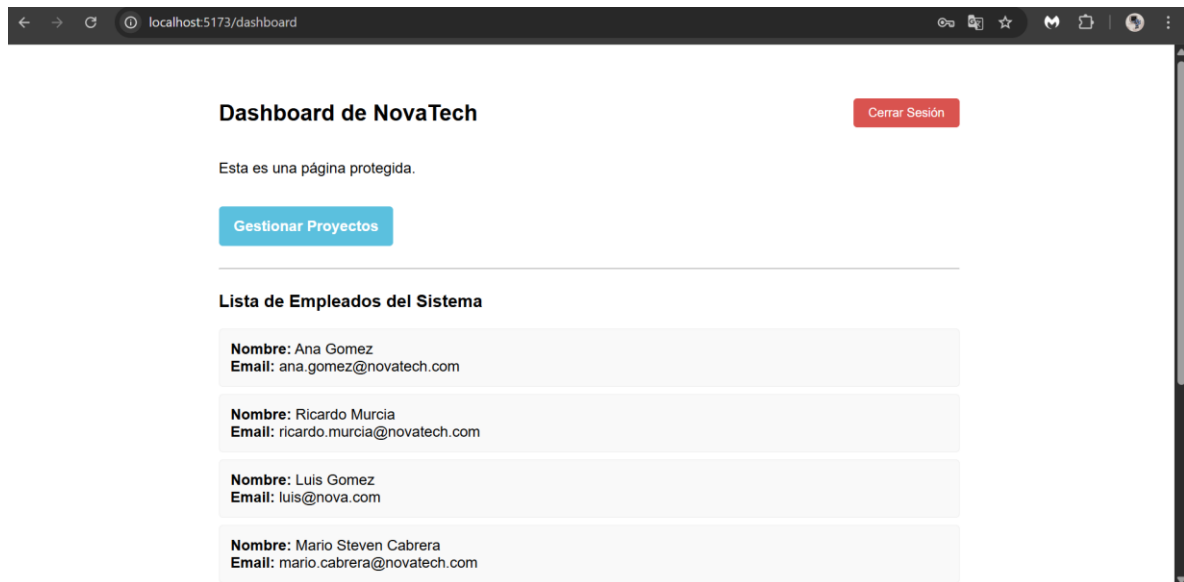 localhost:5173/dashboard
Dashboard de NovaTech
Cerrar Sesión
Esta es una página protegida.
Gestionar Proyectos
Lista de Empleados del Sistema
Nombre: Ana Gomez
Email: ana.gomez@novatech.com
Nombre: Ricardo Murcia
Email: ricardo.murcia@novatech.com
Nombre: Luis Gomez
Email: luis@nova.com
Nombre: Mario Steven Cabrera
Email: mario.cabrera@novatech.com